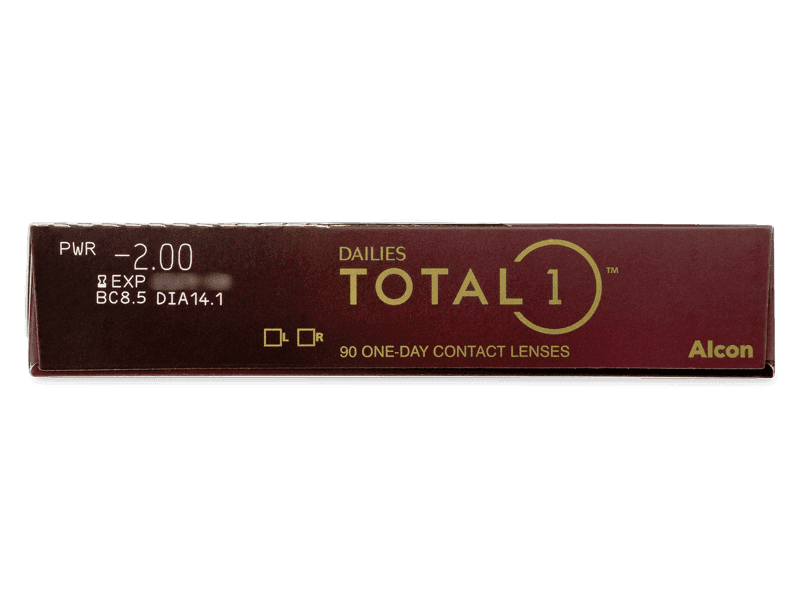 PWR -2.00
EXP
BC8.5 DIA14.1
L R
DAILIES
TOTAL 1™
90 ONE-DAY CONTACT LENSES
Alcon